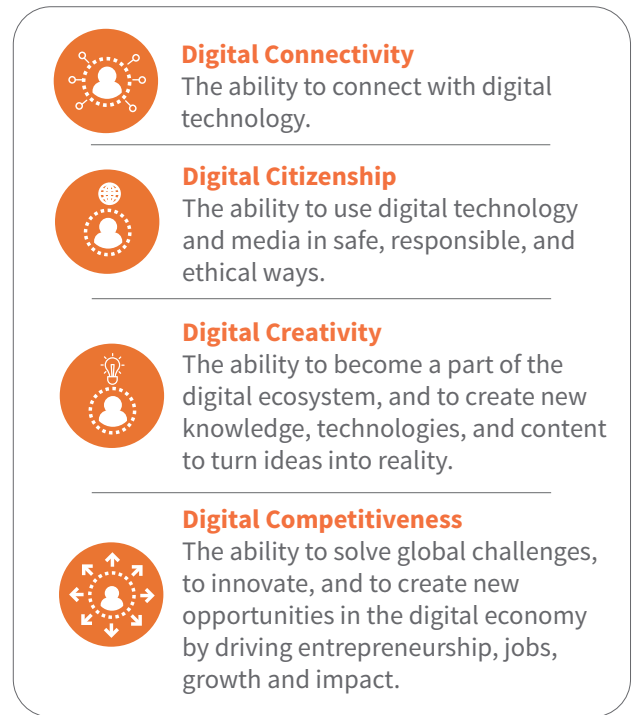 Digital Connectivity
The ability to connect with digital
technology.
Digital Citizenship
The ability to use digital technology
and media in safe, responsible, and
ethical ways.
Digital Creativity
The ability to become a part of the
digital ecosystem, and to create new
knowledge, technologies, and content
to turn ideas into reality.
Digital Competitiveness
The ability to solve global challenges,
to innovate, and to create new
opportunities in the digital economy
by driving entrepreneurship, jobs,
growth and impact.